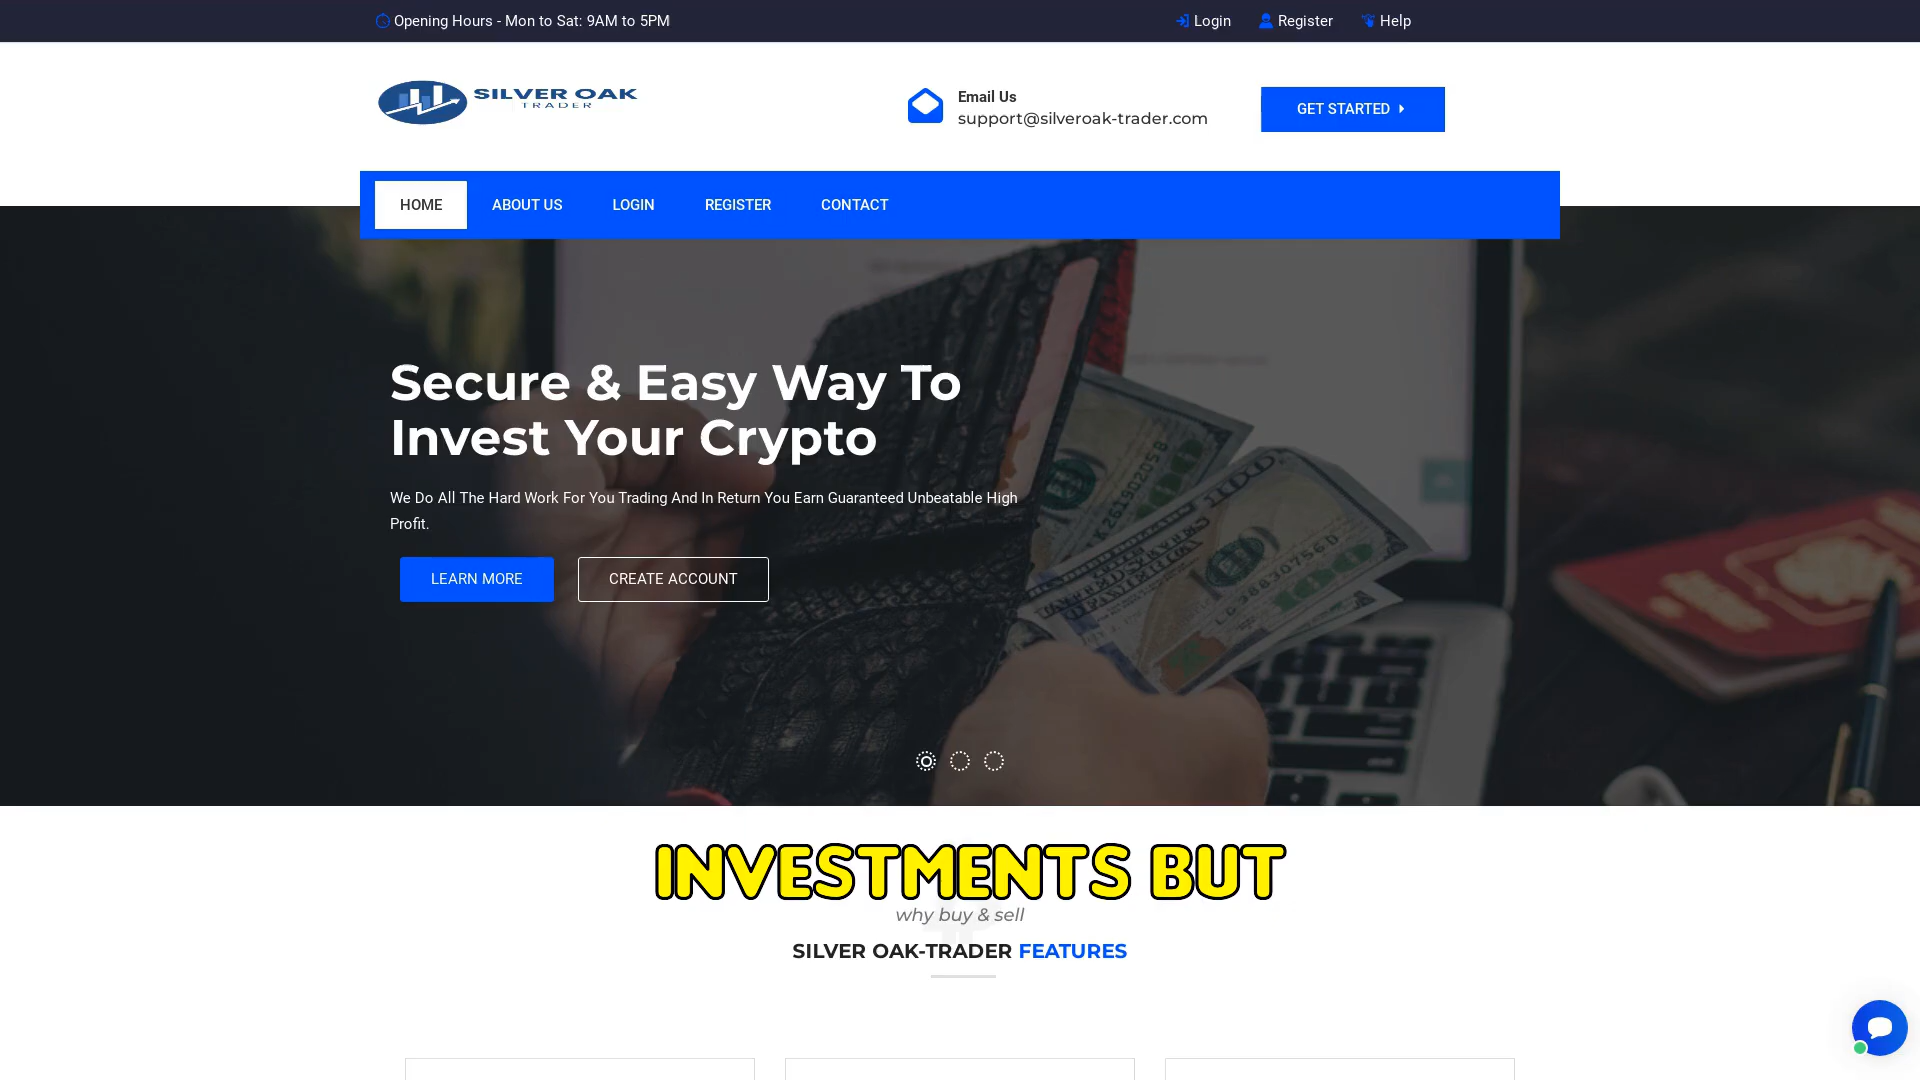 Opening Hours - Mon to Sat: 9AM to 5PM
Login
Register
Help
SILVER OAK
TRADER
Email Us
support@silveroak-trader.com
GET STARTED
HOME
ABOUT US
LOGIN
REGISTER
CONTACT
Secure & Easy Way To
Invest Your Crypto
We Do All The Hard Work For You Trading And In Return You Earn Guaranteed Unbeatable High
Profit.
LEARN MORE
CREATE ACCOUNT
INVESTMENTS BUT
why buy & sell
SILVER OAK-TRADER FEATURES